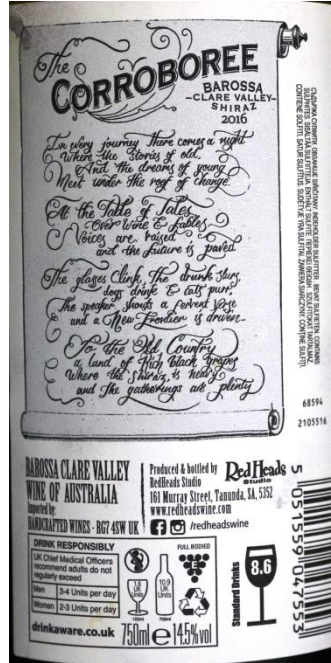 The
CORROBOREE
BAROSSA
–CLARE VALLEY–
SHIRAZ
2016
In every journey there comes a night
Where the Stories of old,
And the dreams of young
Meet under the roof of change.
At the Table of Tales
Over Wine & fables
Voices are raised
and the future is paved
The glasses Clink, The drunk slurs
dogs drink & cats purr,
The speaker shouts a fervent verse
and a New Frontier is driven
To the Old Country
a land of Rich black grapes
Where the Shiraz is heavy
and the gatherings are plenty
68594
2105516
BAROSSA CLARE VALLEY
WINE OF AUSTRALIA
Imported by:
HANDCRAFTED WINES - RG7 4SW UK
Produced & bottled by
RedHeads Studio
161 Murray Street, Tanunda, SA, 5352
www.redheadswine.com
/redheadswine
RedHeads
Studio
DRINK RESPONSIBLY
UK Chief Medical Officers
recommend adults do not
regularly exceed
Men 3-4 Units per day
Women 2-3 Units per day
drinkaware.co.uk
10.9
UK
Units
125ml
750ml
FULL BODIED
E
750ml e 14.5% vol
Standard Drinks
8.6
5 051559 047553